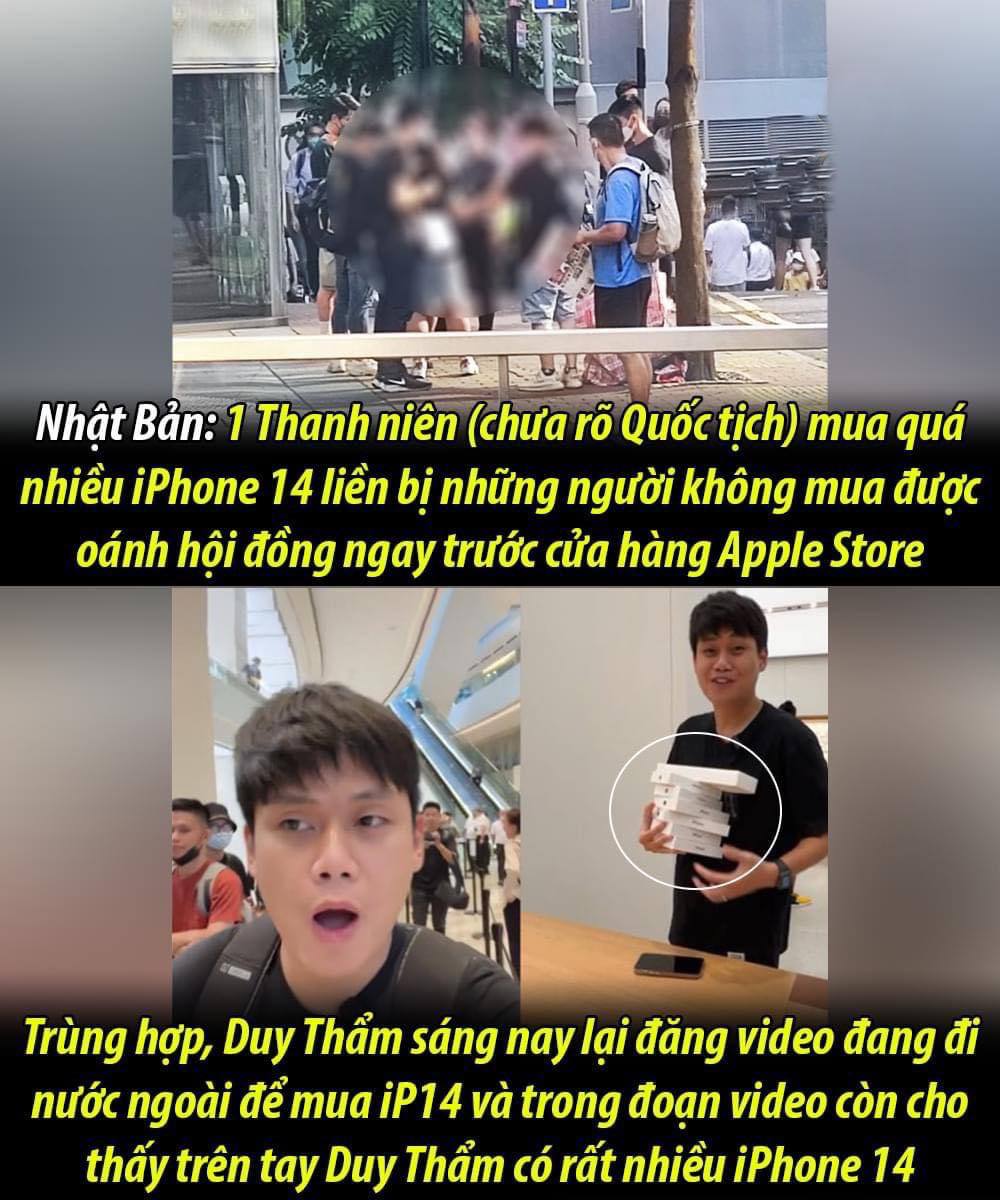 Nhật Bản: 1 Thanh niên (chưa rõ Quốc tịch) mua quá
nhiều iPhone 14 liền bị những người không mua được
oánh hội đồng ngay trước cửa hàng Apple Store
Trùng hợp, Duy Thẩm sáng nay lại đăng video đang đi
nước ngoài để mua iP14 và trong đoạn video còn cho
thấy trên tay Duy Thẩm có rất nhiều iPhone 14